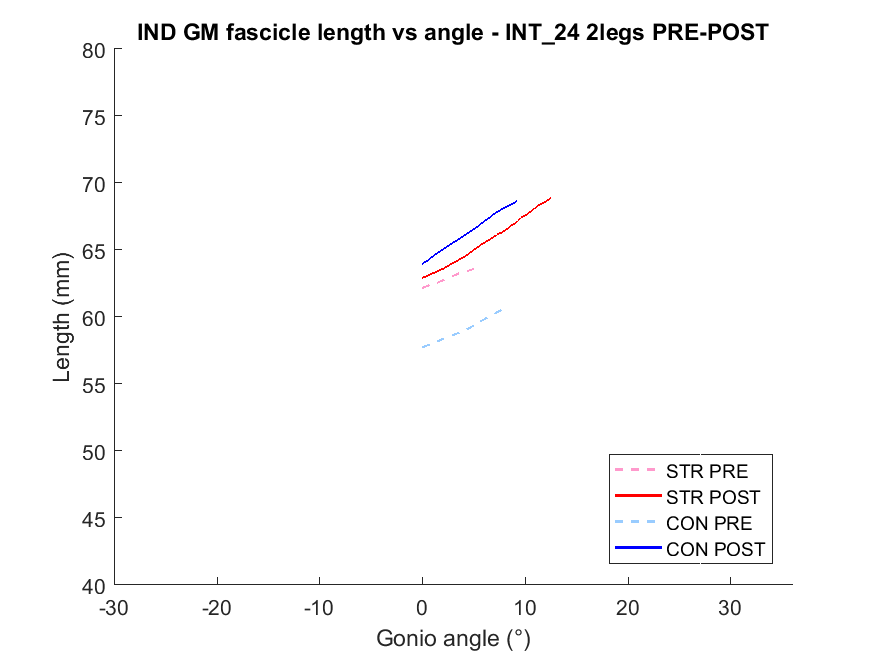 IND GM fascicle length vs angle - INT_24 2legs PRE-POST
80
75
70
65
60
55
50
45
40
Length (mm)
-30
-20
-10
0
10
20
30
Gonio angle (°)
STR PRE
STR POST
CON PRE
CON POST